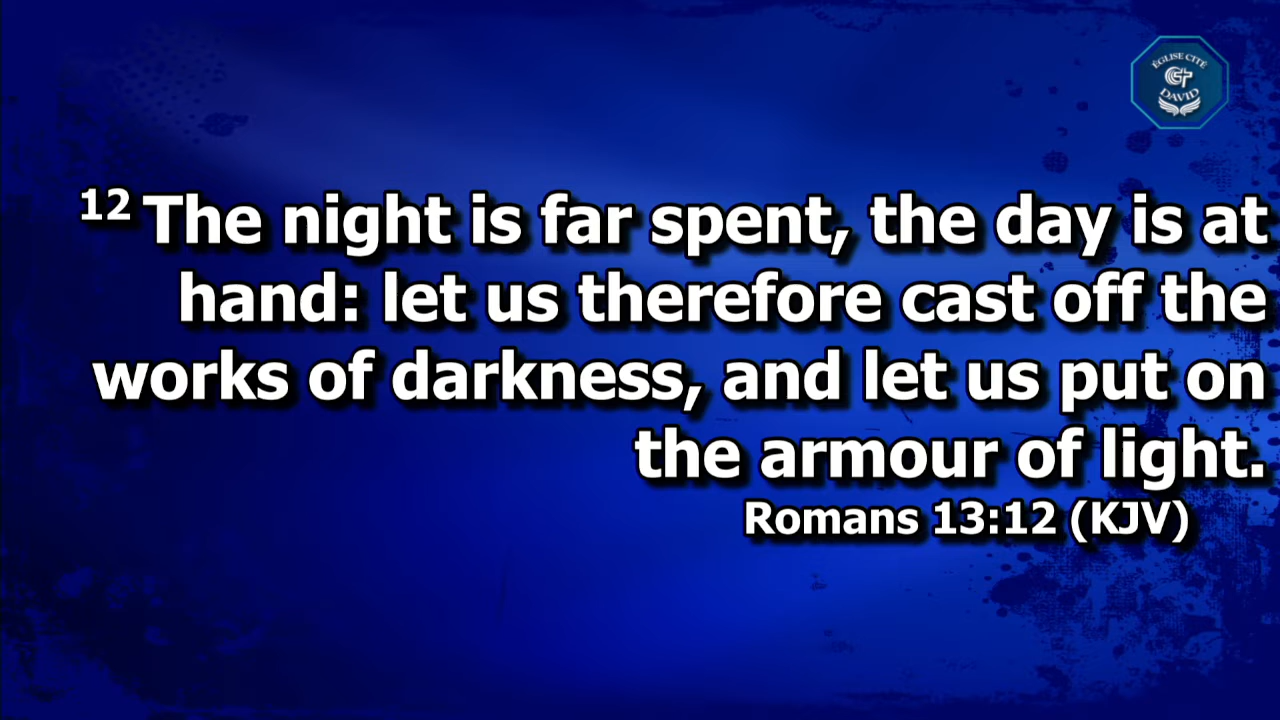 ÉGLISE CITÉ
DAVID
12 The night is far spent, the day is at
hand: let us therefore cast off the
works of darkness, and let us put on
the armour of light.
Romans 13:12 (KJV)